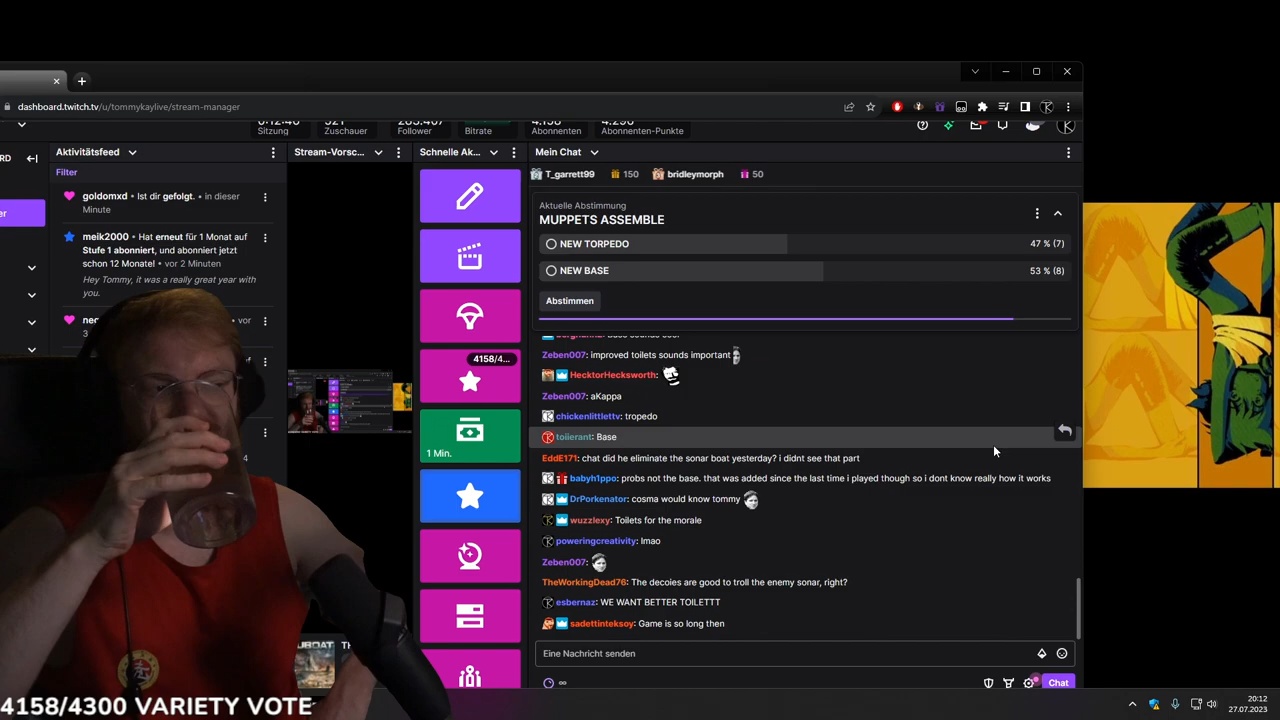 dashboard.twitch.tv/u/tommykaylive/stream-manager
Sitzung
Zuschauer
Follower
Bitrate
4.158
Abonnenten
4.296
Abonnenten-Punkte
Aktivitätsfeed
Filter
goldomxd • Ist dir gefolgt. • in dieser
Minute
meik2000 • Hat erneut für 1 Monat auf
Stufe 1 abonniert, und abonniert jetzt
schon 12 Monate! • vor 2 Minuten
Hey Tommy, it was a really great year with
you.
vor
Stream-Vorsc...
Schnelle Ak...
4158/4...
1 Min.
Mein Chat
T_garrett99 150 bridleymorph 50
Aktuelle Abstimmung
MUPPETS ASSEMBLE
NEW TORPEDO 47 % (7)
NEW BASE 53 % (8)
Abstimmen
Zeben007: improved toilets sounds important
HecktorHecksworth:
Zeben007: aKappa
chickenlittlettv: tropedo
toiierant: Base
EddE171: chat did he eliminate the sonar boat yesterday? i didnt see that part
babyh1ppo: probs not the base. that was added since the last time i played though so i dont know really how it works
DrPorkenator: cosma would know tommy
wuzzlexy: Toilets for the morale
poweringcreativity: lmao
Zeben007:
TheWorkingDead76: The decoies are good to troll the enemy sonar, right?
esbernaz: WE WANT BETTER TOILETTT
sadettinteksoy: Game is so long then
Eine Nachricht senden
∞
Chat
4158/4300 VARIETY VOTE
20:12
27.07.2023